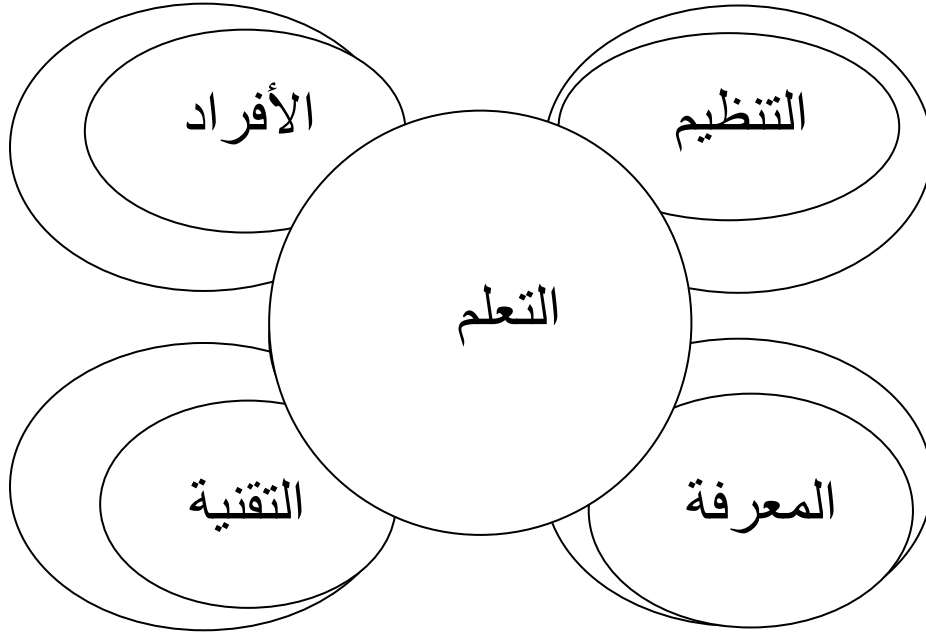 التنظيم
الأفراد
التعلم
المعرفة
التقنية